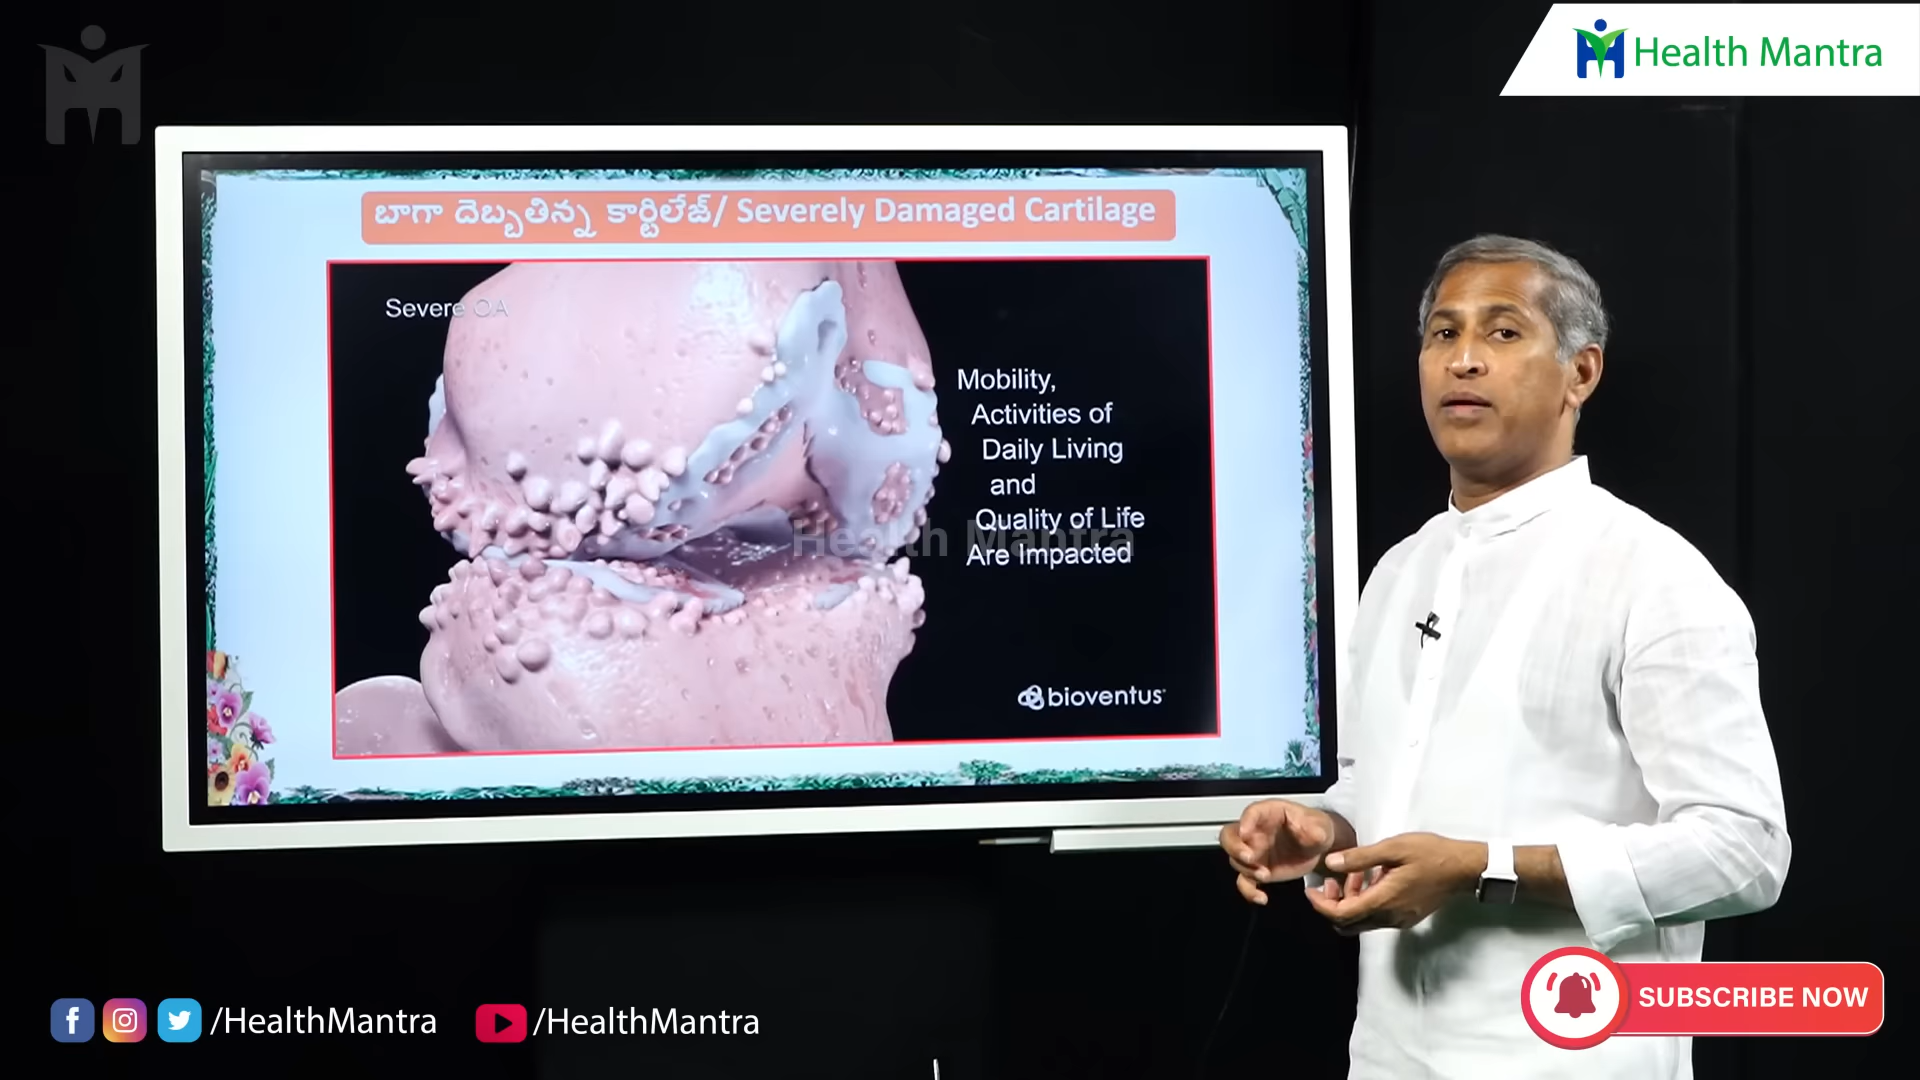 Health Mantra
బాగా దెబ్బతిన్న కార్టిలేజ్/ Severely Damaged Cartilage
Severe OA
Mobility,
Activities of
Daily Living
and
Quality of Life
Are Impacted
Health Mantra
bioventus
/HealthMantra
/HealthMantra
SUBSCRIBE NOW